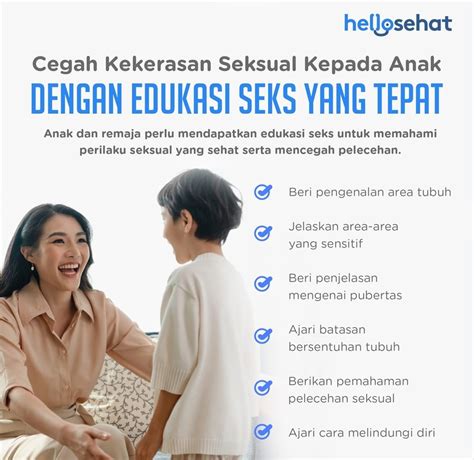 hellosehat
Cegah Kekerasan Seksual Kepada Anak
DENGAN EDUKASI SEKS YANG TEPAT
Anak dan remaja perlu mendapatkan edukasi seks untuk memahami
perilaku seksual yang sehat serta mencegah pelecehan.
Beri pengenalan area tubuh
Jelaskan area-area
yang sensitif
Beri penjelasan
mengenai pubertas
Ajari batasan
bersentuhan tubuh
Berikan pemahaman
pelecehan seksual
Ajari cara melindungi diri